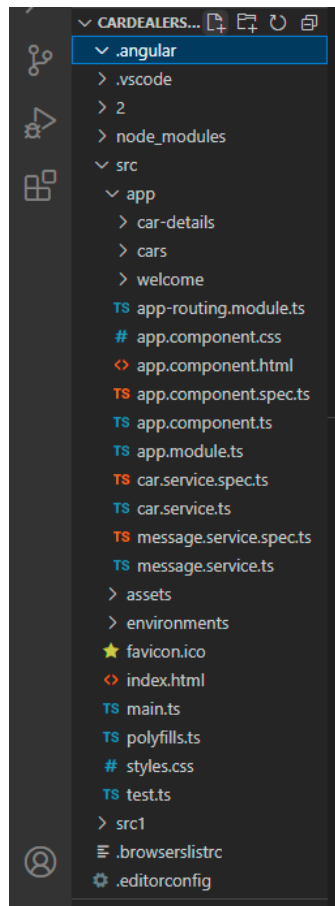 CARDEALERS...
.angular
.vscode
2
node_modules
src
app
car-details
cars
welcome
TS app-routing.module.ts
# app.component.css
<> app.component.html
TS app.component.spec.ts
TS app.component.ts
TS app.module.ts
TS car.service.spec.ts
TS car.service.ts
TS message.service.spec.ts
TS message.service.ts
assets
environments
favicon.ico
<> index.html
TS main.ts
TS polyfills.ts
# styles.css
TS test.ts
src1
.browserslistrc
.editorconfig